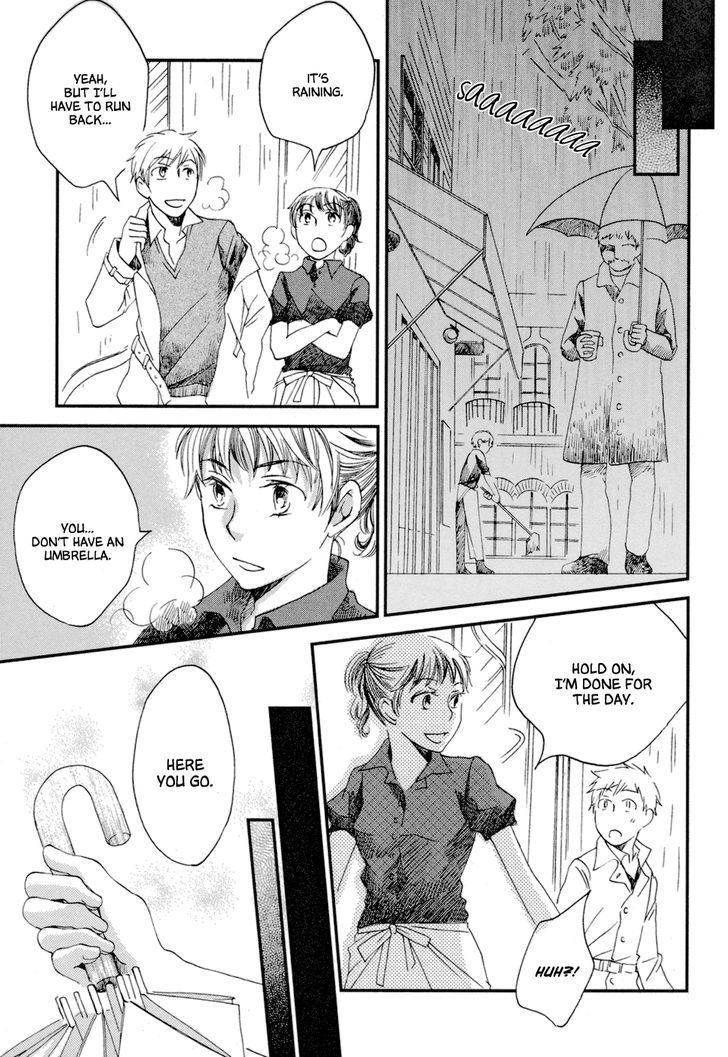 SAAAAAAAAA
IT'S
RAINING.
YEAH,
BUT I'LL
HAVE TO RUN
BACK...
YOU...
DON'T HAVE AN
UMBRELLA.
HOLD ON,
I'M DONE FOR
THE DAY.
HUH?!
HERE
YOU GO.